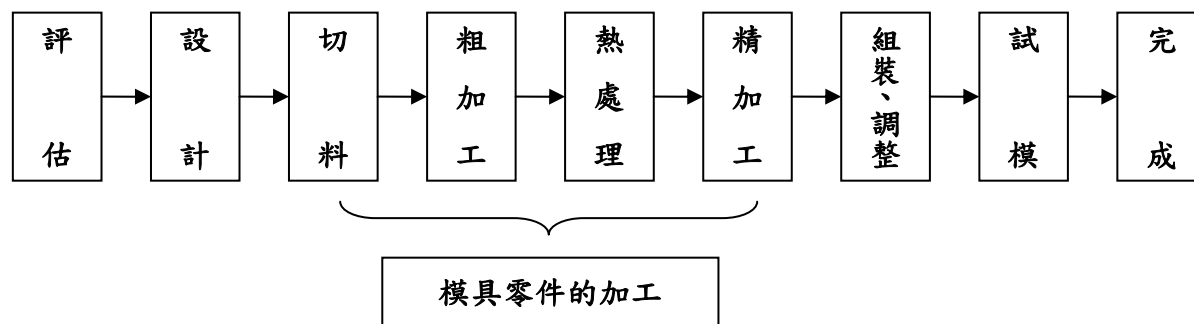 評估
設計
切料
粗加工
熱處理
精加工
組裝、調整
試模
完成
模具零件的加工